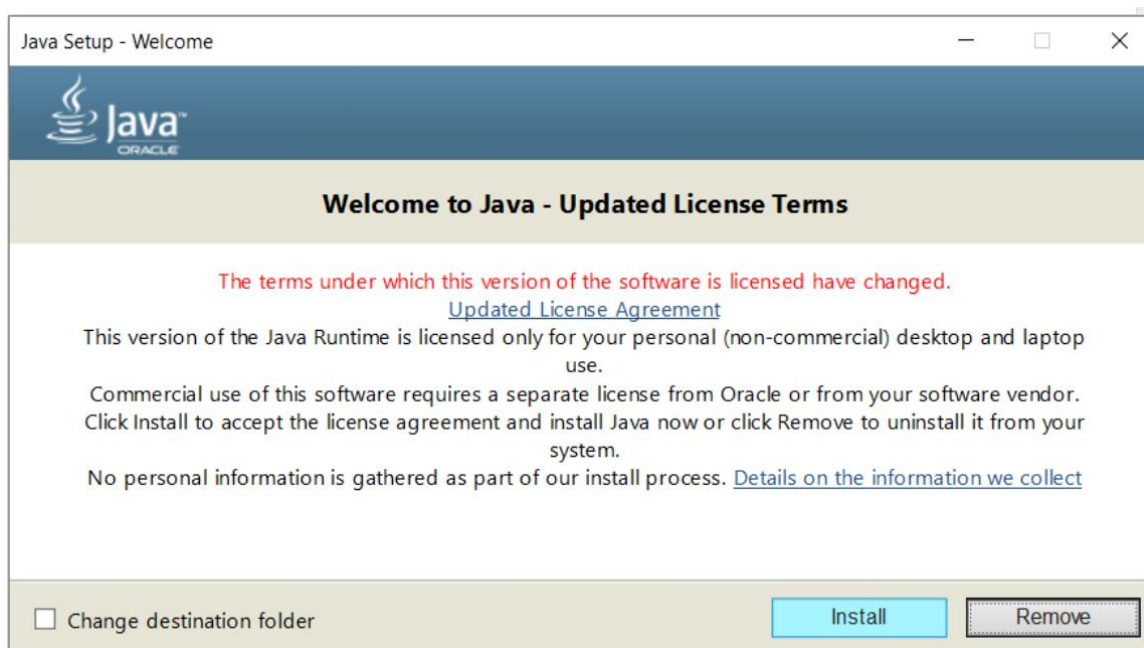 Java Setup - Welcome
Java™
ORACLE
Welcome to Java - Updated License Terms
The terms under which this version of the software is licensed have changed.
Updated License Agreement
This version of the Java Runtime is licensed only for your personal (non-commercial) desktop and laptop
use.
Commercial use of this software requires a separate license from Oracle or from your software vendor.
Click Install to accept the license agreement and install Java now or click Remove to uninstall it from your
system.
No personal information is gathered as part of our install process. Details on the information we collect
Change destination folder
Install
Remove